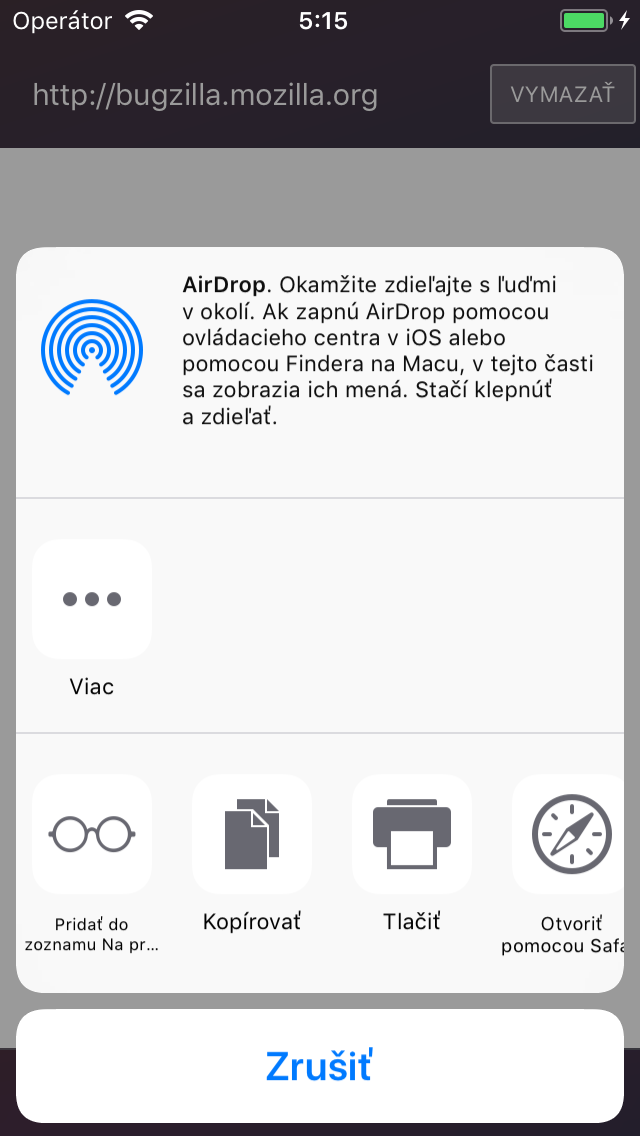 Operátor 5:15
http://bugzilla.mozilla.org VYMAZAŤ
AirDrop. Okamžite zdieľajte s ľuďmi
v okolí. Ak zapnú AirDrop pomocou
ovládacieho centra v iOS alebo
pomocou Findera na Macu, v tejto časti
sa zobrazia ich mená. Stačí klepnúť
a zdieľať.
Viac
Pridať do
zoznamu Na pr...
Kopírovať
Tlačiť
Otvoriť
pomocou Safa
Zrušiť